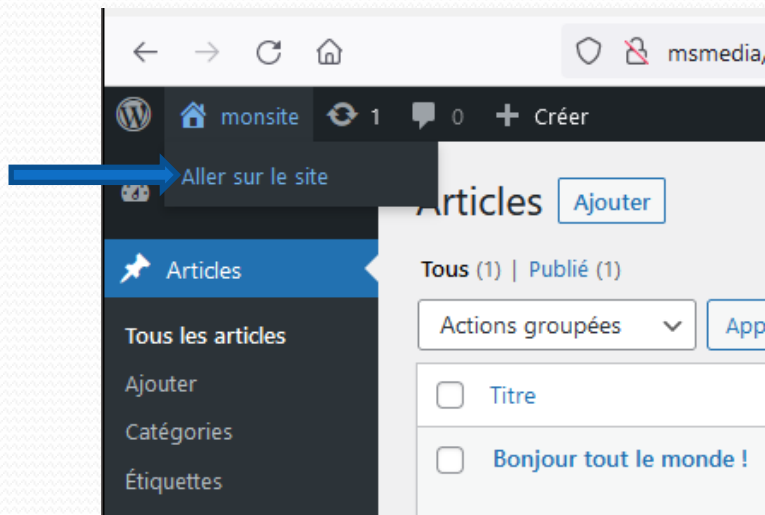 msmedia/
monsite 1 0 Créer
Aller sur le site
Articles Ajouter
Articles
Tous (1) | Publié (1)
Tous les articles
Actions groupées App
Ajouter
Titre
Catégories
Bonjour tout le monde !
Étiquettes